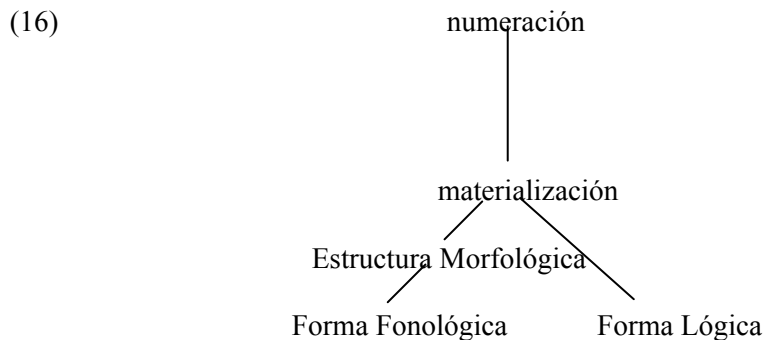 (16) numeración
materialización
Estructura Morfológica
Forma Fonológica Forma Lógica